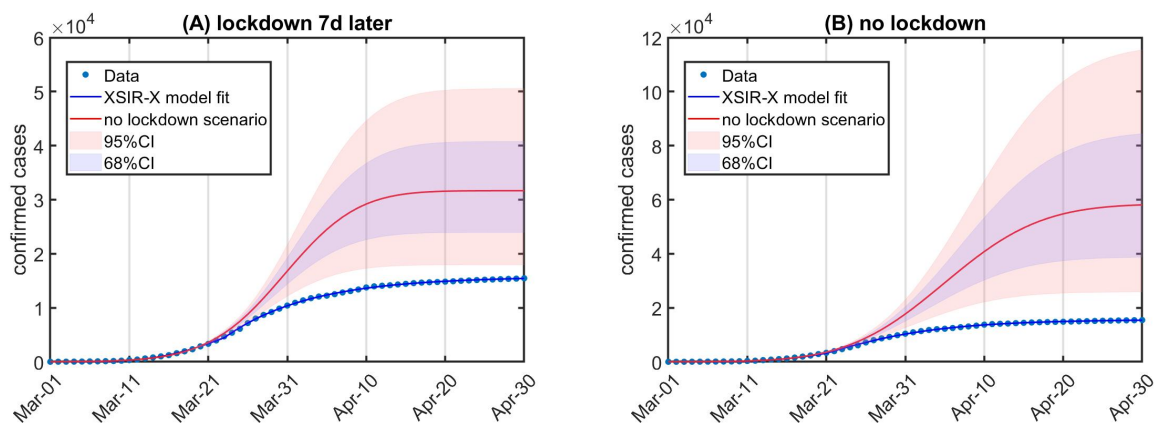 (A) lockdown 7d later
×10⁴
6
5
4
3
2
1
0
confirmed cases
Data
XSIR-X model fit
no lockdown scenario
95%CI
68%CI
Mar-01
Mar-11
Mar-21
Mar-31
Apr-10
Apr-20
Apr-30
(B) no lockdown
×10⁴
12
10
8
6
4
2
0
confirmed cases
Data
XSIR-X model fit
no lockdown scenario
95%CI
68%CI
Mar-01
Mar-11
Mar-21
Mar-31
Apr-10
Apr-20
Apr-30